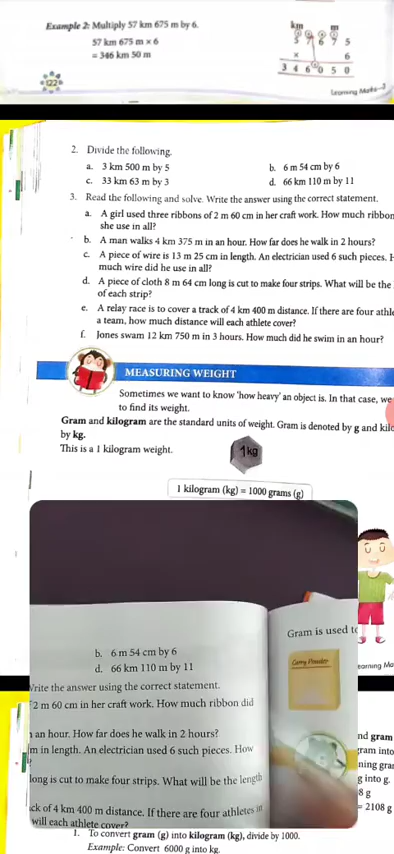 Example 2: Multiply 57 km 675 m by 6.
57 km 675 m × 6
= 346 km 50 m
km m
5 7 6 7 5
× 6
3 4 6 0 5 0
122
Learning Maths
2. Divide the following.
a. 3 km 500 m by 5
b. 6 m 54 cm by 6
c. 33 km 63 m by 3
d. 66 km 110 m by 11
3. Read the following and solve. Write the answer using the correct statement.
a. A girl used three ribbons of 2 m 60 cm in her craft work. How much ribbon
she use in all?
b. A man walks 4 km 375 m in an hour. How far does he walk in 2 hours?
c. A piece of wire is 13 m 25 cm in length. An electrician used 6 such pieces. H
much wire did he use in all?
d. A piece of cloth 8 m 64 cm long is cut to make four strips. What will be the
of each strip?
e. A relay race is to cover a track of 4 km 400 m distance. If there are four athle
a team, how much distance will each athlete cover?
f. Jones swam 12 km 750 m in 3 hours. How much did he swim in an hour?
MEASURING WEIGHT
Sometimes we want to know 'how heavy' an object is. In that case, we
to find its weight.
Gram and kilogram are the standard units of weight. Gram is denoted by g and kilo
by kg.
This is a 1 kilogram weight.
1kg
1 kilogram (kg) = 1000 grams (g)
b. 6 m 54 cm by 6
d. 66 km 110 m by 11
Write the answer using the correct statement.
2 m 60 cm in her craft work. How much ribbon did
an hour. How far does he walk in 2 hours?
m in length. An electrician used 6 such pieces. How
long is cut to make four strips. What will be the length
ck of 4 km 400 m distance. If there are four athletes in
will each athlete cover?
Gram is used to
Curry Powder
earning Ma
nd gram
gram into
ning gra
g into g.
8 g
= 2108 g
1. To convert gram (g) into kilogram (kg), divide by 1000.
Example: Convert 6000 g into kg.